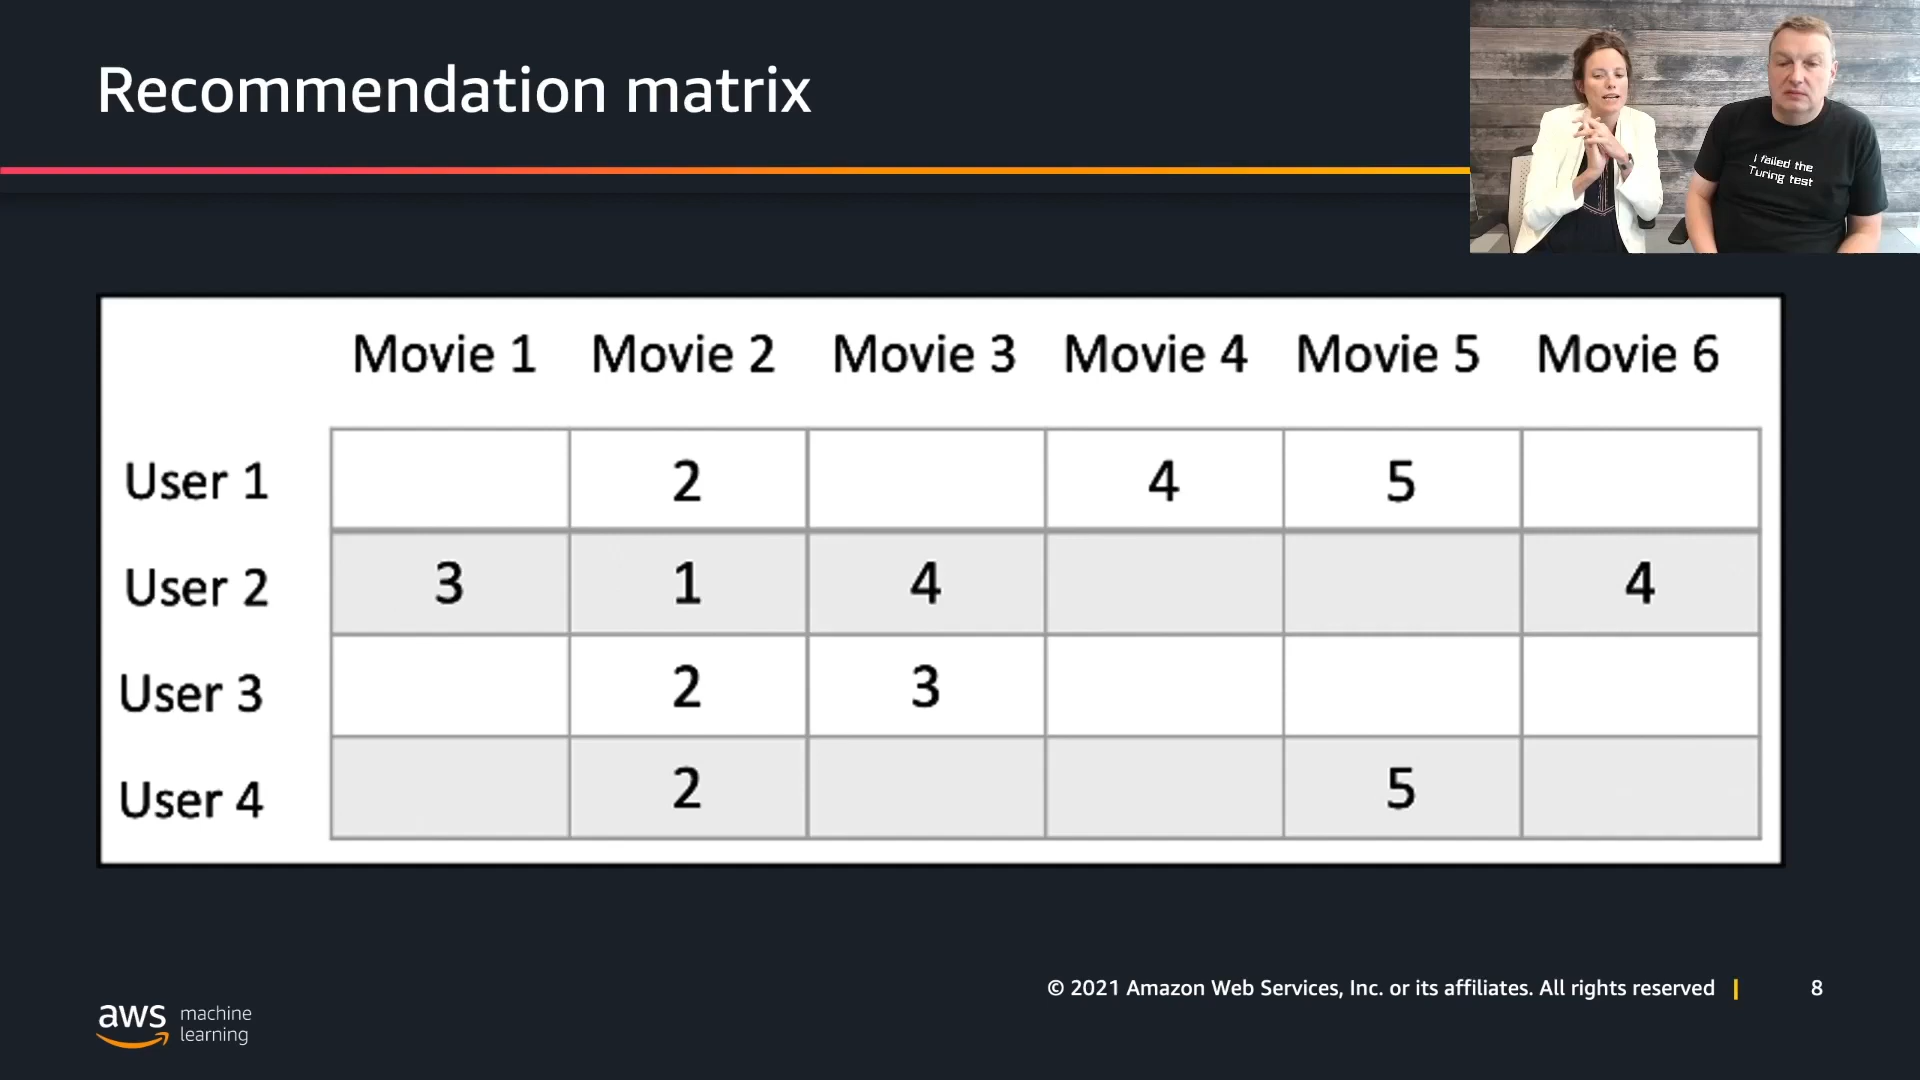 Recommendation matrix
I failed the
Turing test
Movie 1 Movie 2 Movie 3 Movie 4 Movie 5 Movie 6
User 1 2 4 5
User 2 3 1 4 4
User 3 2 3
User 4 2 5
© 2021 Amazon Web Services, Inc. or its affiliates. All rights reserved | 8
aws machine
learning